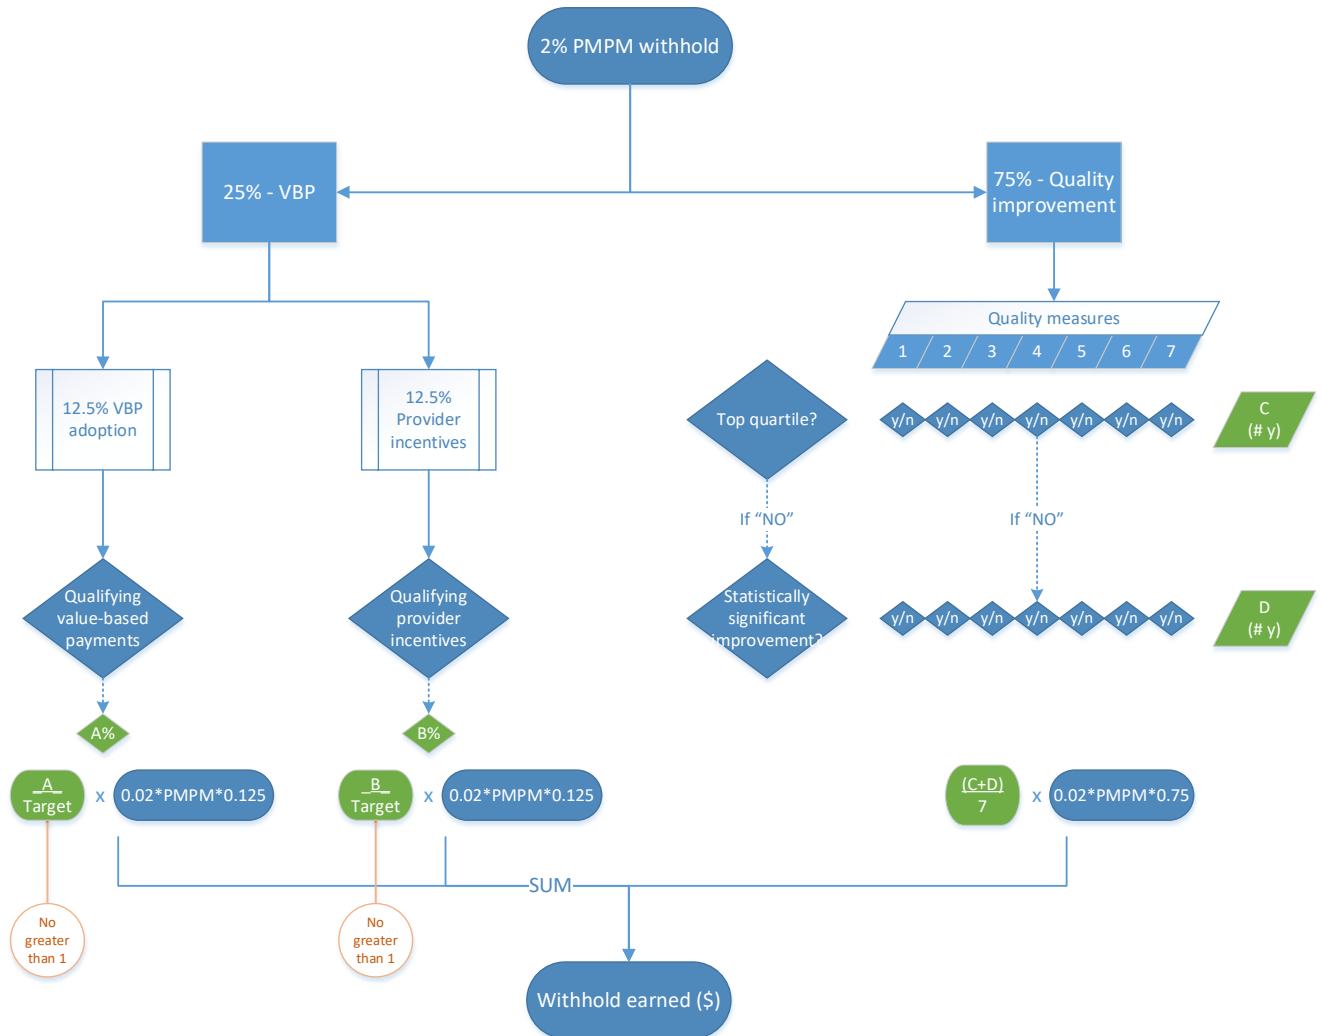 2% PMPM withhold
25% - VBP
75% - Quality
improvement
Quality measures
1 2 3 4 5 6 7
12.5% VBP
adoption
12.5%
Provider
incentives
Top quartile?
y/n y/n y/n y/n y/n y/n y/n
C
(# y)
If “NO”
If “NO”
Qualifying
value-based
payments
Qualifying
provider
incentives
Statistically
significant
improvement?
y/n y/n y/n y/n y/n y/n y/n
D
(# y)
A%
B%
_A_
Target
x
0.02*PMPM*0.125
_B_
Target
x
0.02*PMPM*0.125
(C+D)
7
x
0.02*PMPM*0.75
SUM
No
greater
than 1
No
greater
than 1
Withhold earned ($)